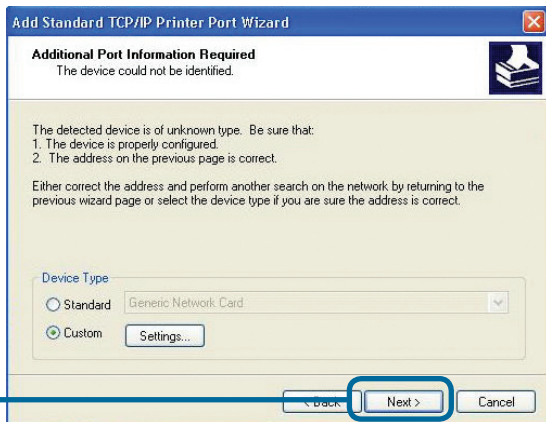 Add Standard TCP/IP Printer Port Wizard
Additional Port Information Required
The device could not be identified.
The detected device is of unknown type. Be sure that:
1. The device is properly configured.
2. The address on the previous page is correct.
Either correct the address and perform another search on the network by returning to the
previous wizard page or select the device type if you are sure the address is correct.
Device Type
Standard Generic Network Card
Custom Settings...
< Back Next > Cancel